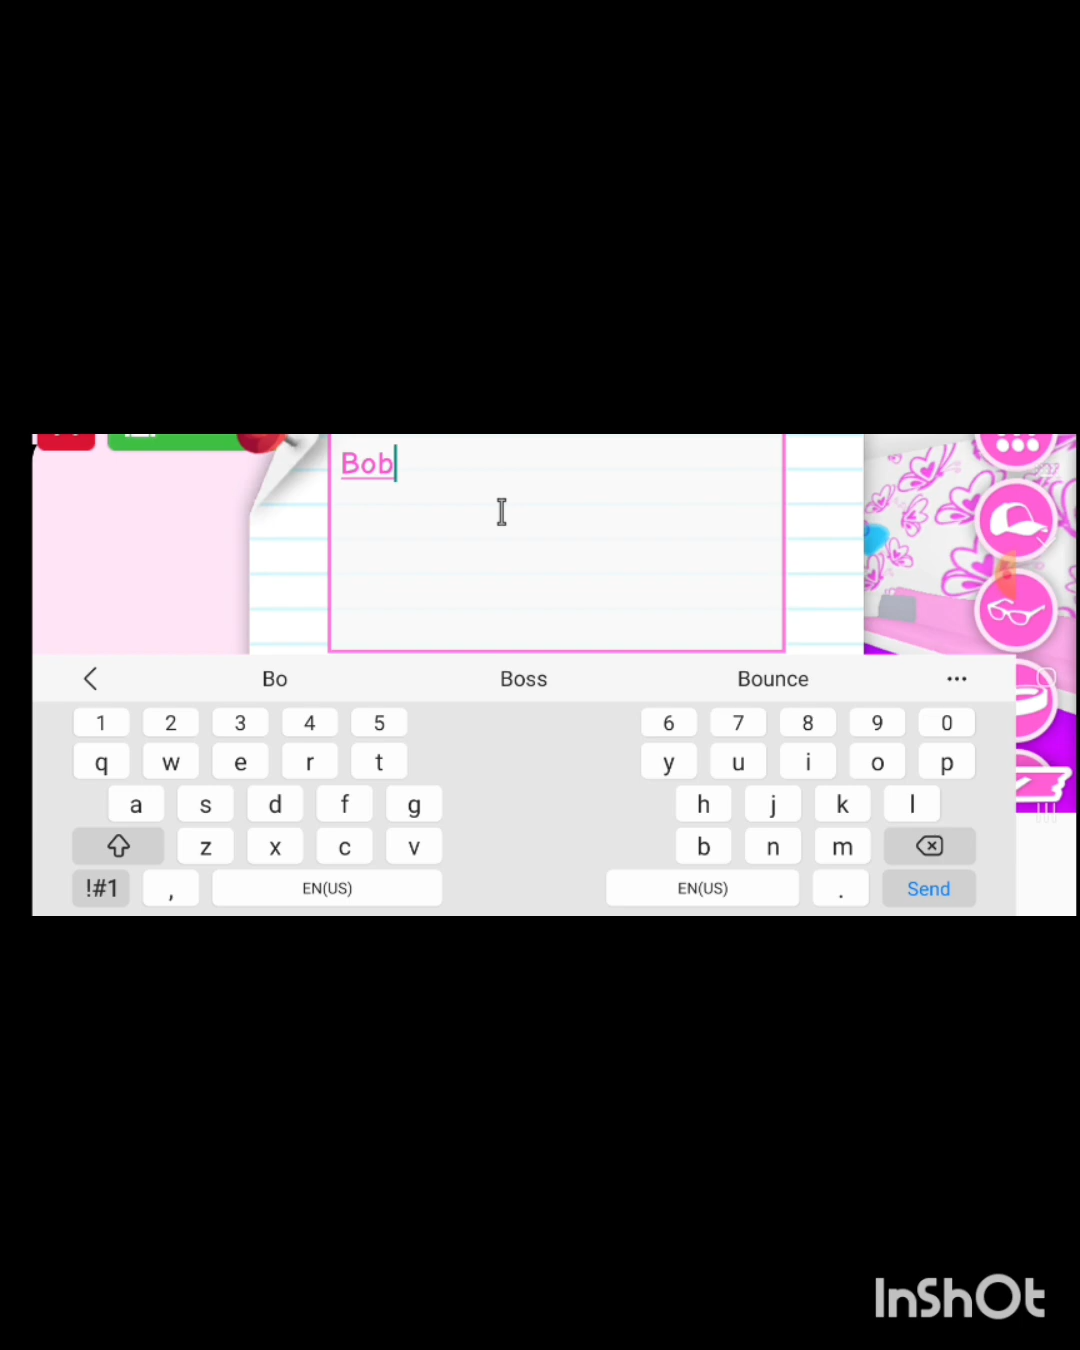 Bob
Bo Boss Bounce ...
1 2 3 4 5 6 7 8 9 0
q w e r t y u i o p
a s d f g h j k l
z x c v b n m
!#1 , EN(US) EN(US) . Send
InShOt